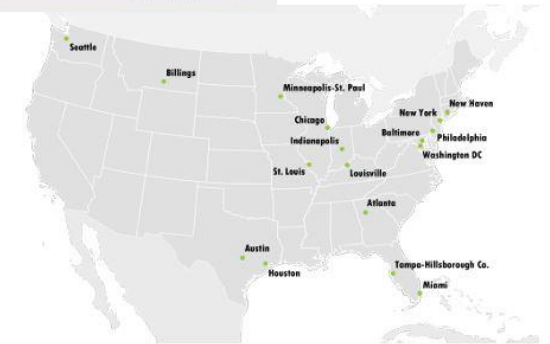 Seattle
Billings
Minneapolis-St. Paul
New Haven
New York
Chicago
Baltimore
Philadelphia
Indianapolis
Washington DC
St. Louis
Louisville
Atlanta
Austin
Houston
Tampa-Hillsborough Co.
Miami